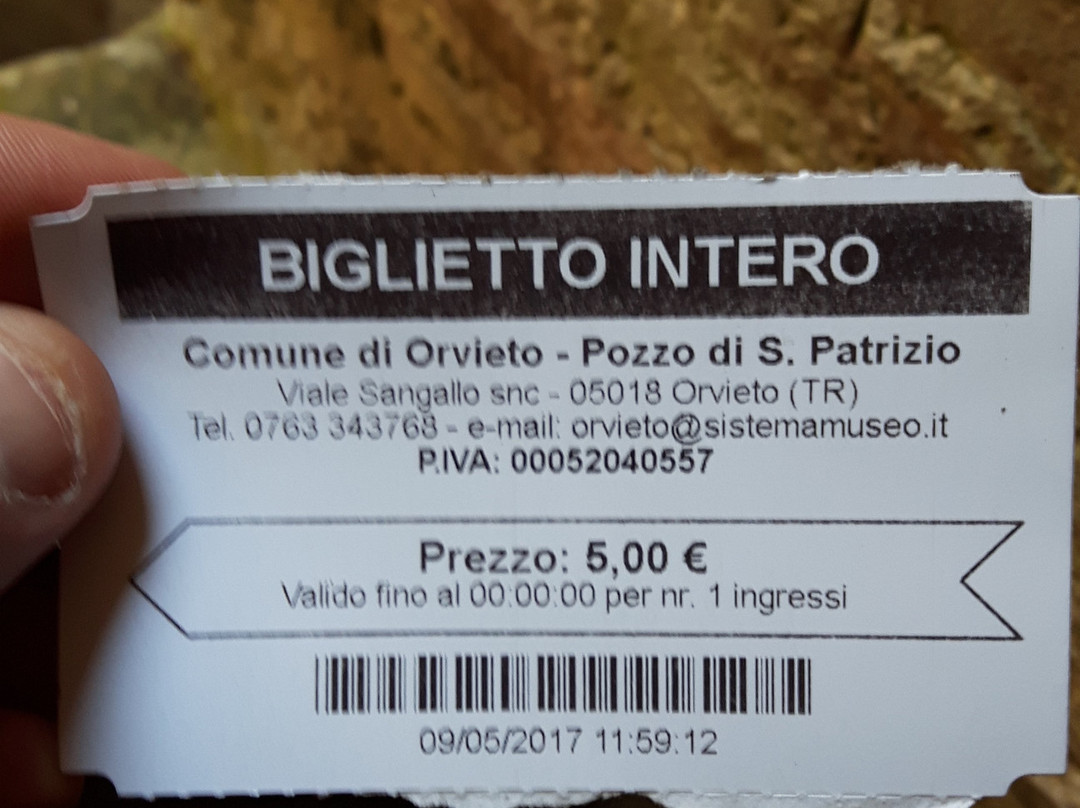 BIGLIETTO INTERO
Comune di Orvieto - Pozzo di S. Patrizio
Viale Sangallo snc - 05018 Orvieto (TR)
Tel. 0763 343768 - e-mail: orvieto@sistemamuseo.it
P.IVA: 00052040557
Prezzo: 5,00 €
Valido fino al 00:00:00 per nr. 1 ingressi
09/05/2017 11:59:12